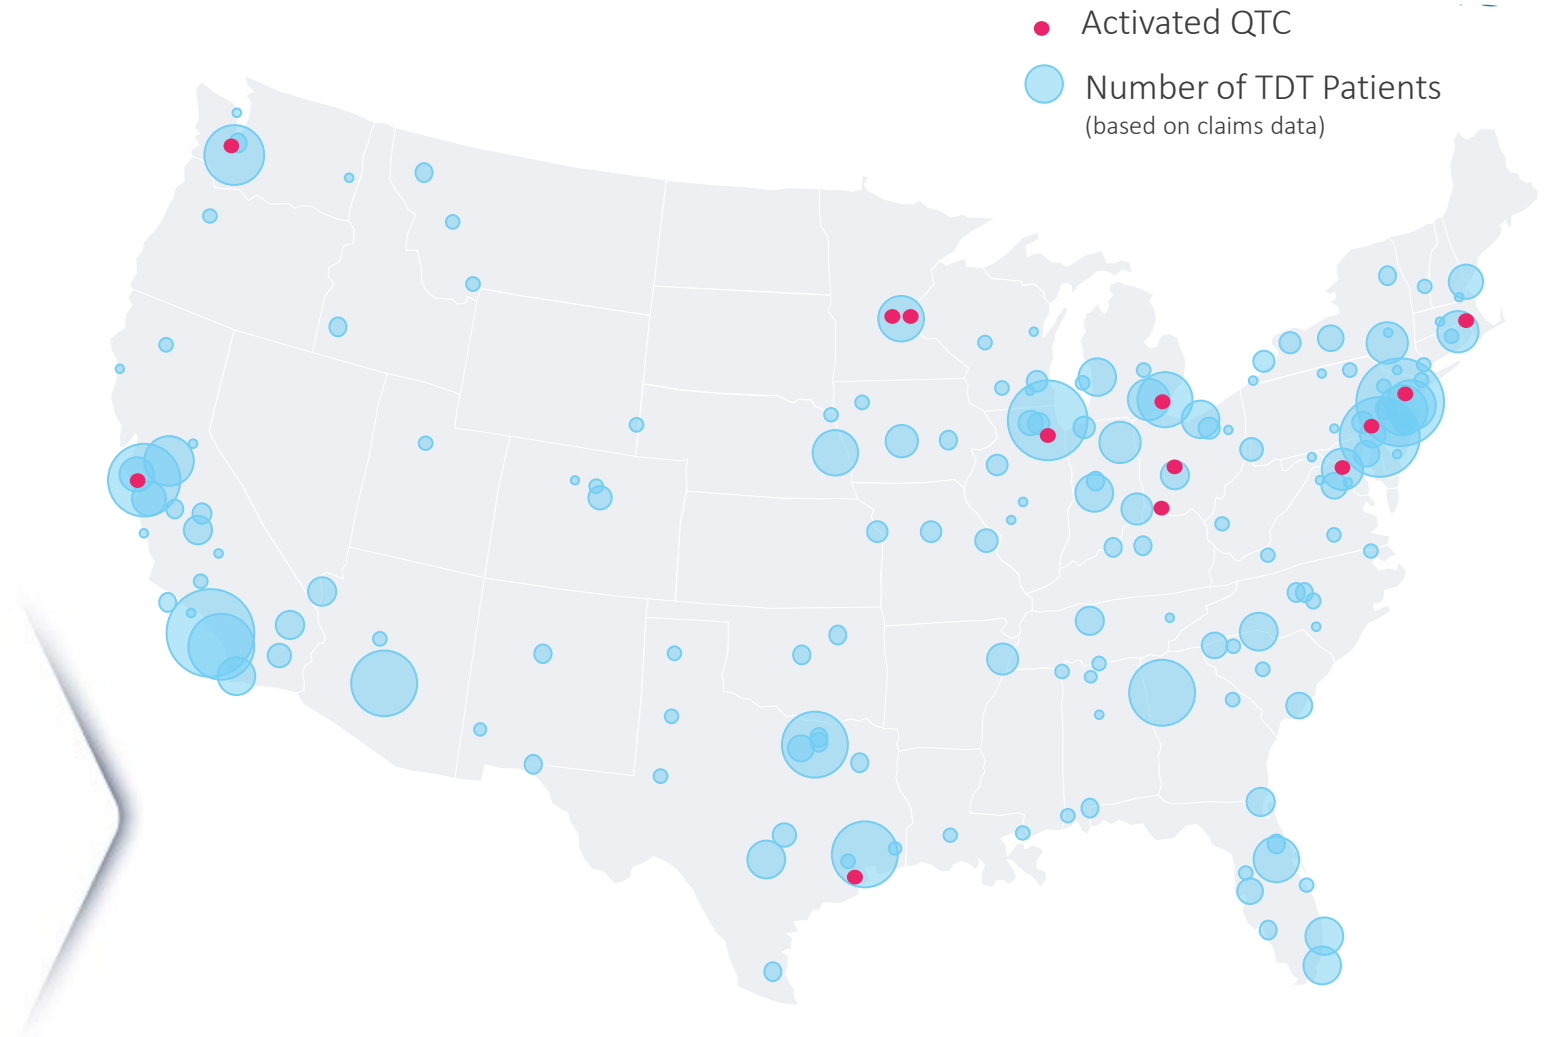 Activated QTC
Number of TDT Patients
(based on claims data)